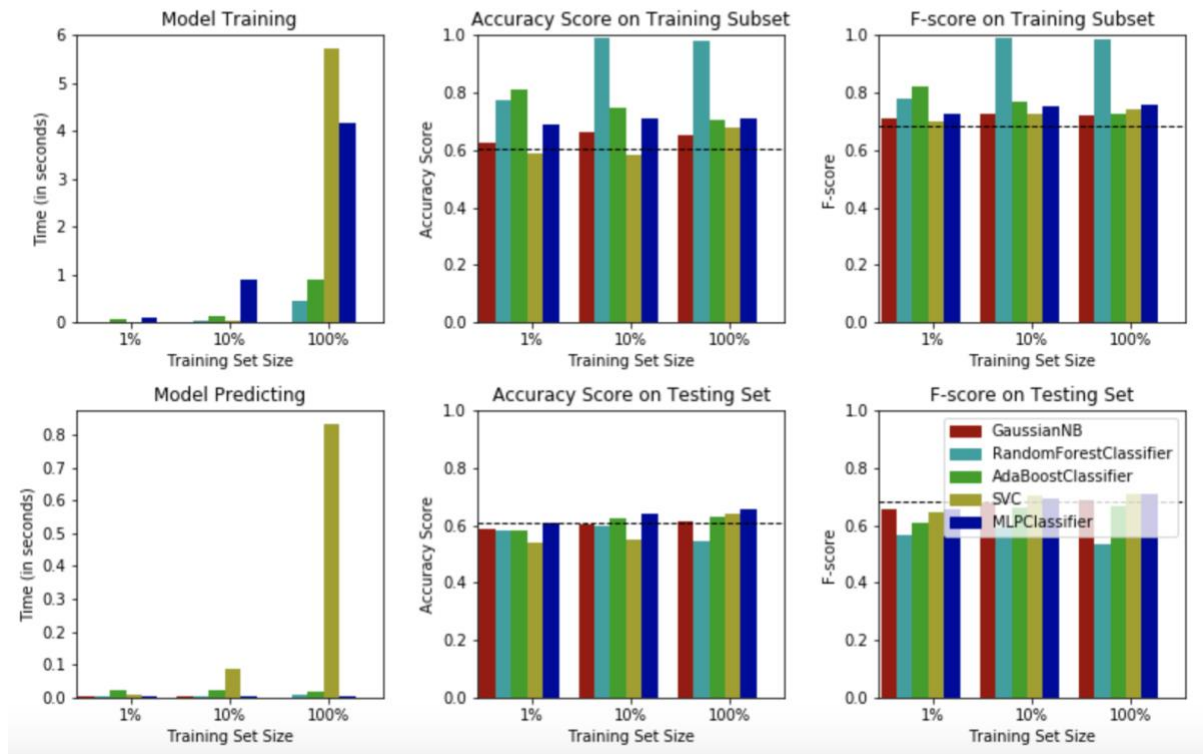 Model Training
6
5
4
3
2
1
0
Time (in seconds)
1% 10% 100%
Training Set Size
Accuracy Score on Training Subset
1.0
0.8
0.6
0.4
0.2
0.0
Accuracy Score
1% 10% 100%
Training Set Size
F-score on Training Subset
1.0
0.8
0.6
0.4
0.2
0.0
F-score
1% 10% 100%
Training Set Size
Model Predicting
0.8
0.7
0.6
0.5
0.4
0.3
0.2
0.1
0.0
Time (in seconds)
1% 10% 100%
Training Set Size
Accuracy Score on Testing Set
1.0
0.8
0.6
0.4
0.2
0.0
Accuracy Score
1% 10% 100%
Training Set Size
F-score on Testing Set
1.0
0.8
0.6
0.4
0.2
0.0
F-score
GaussianNB
RandomForestClassifier
AdaBoostClassifier
SVC
MLPClassifier
1% 10% 100%
Training Set Size